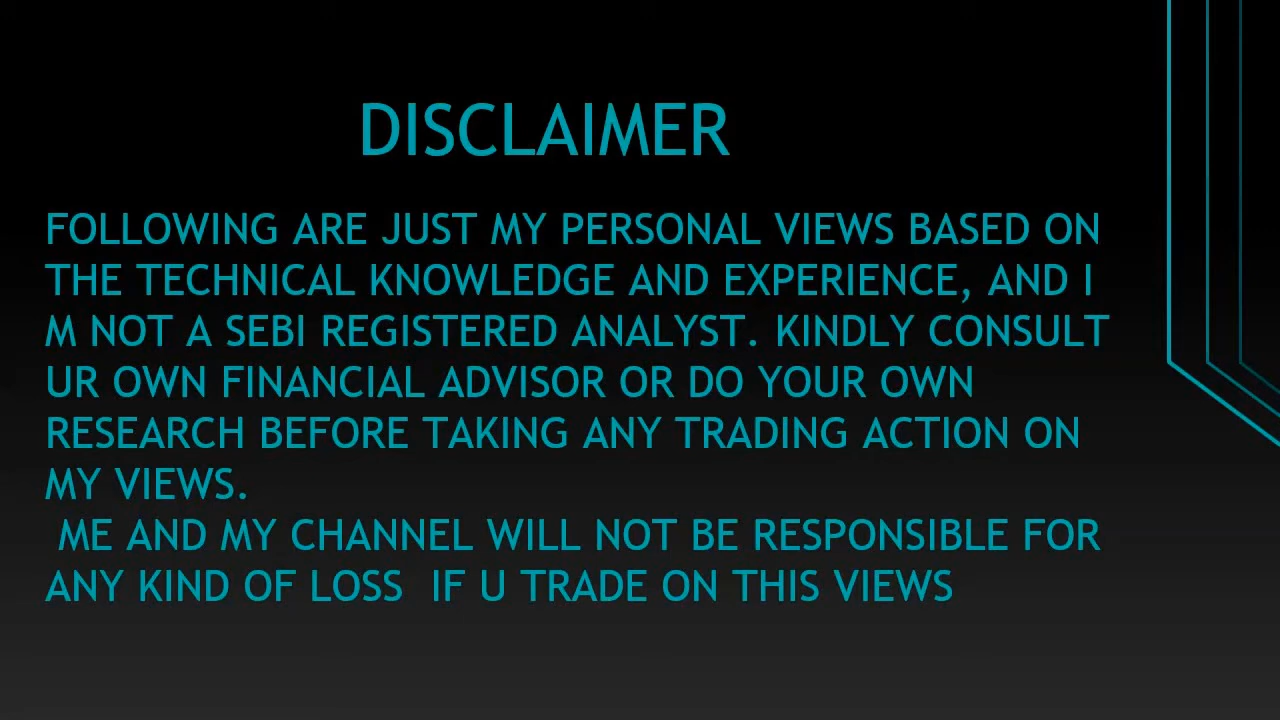 DISCLAIMER
FOLLOWING ARE JUST MY PERSONAL VIEWS BASED ON
THE TECHNICAL KNOWLEDGE AND EXPERIENCE, AND I
M NOT A SEBI REGISTERED ANALYST. KINDLY CONSULT
UR OWN FINANCIAL ADVISOR OR DO YOUR OWN
RESEARCH BEFORE TAKING ANY TRADING ACTION ON
MY VIEWS.
ME AND MY CHANNEL WILL NOT BE RESPONSIBLE FOR
ANY KIND OF LOSS  IF U TRADE ON THIS VIEWS